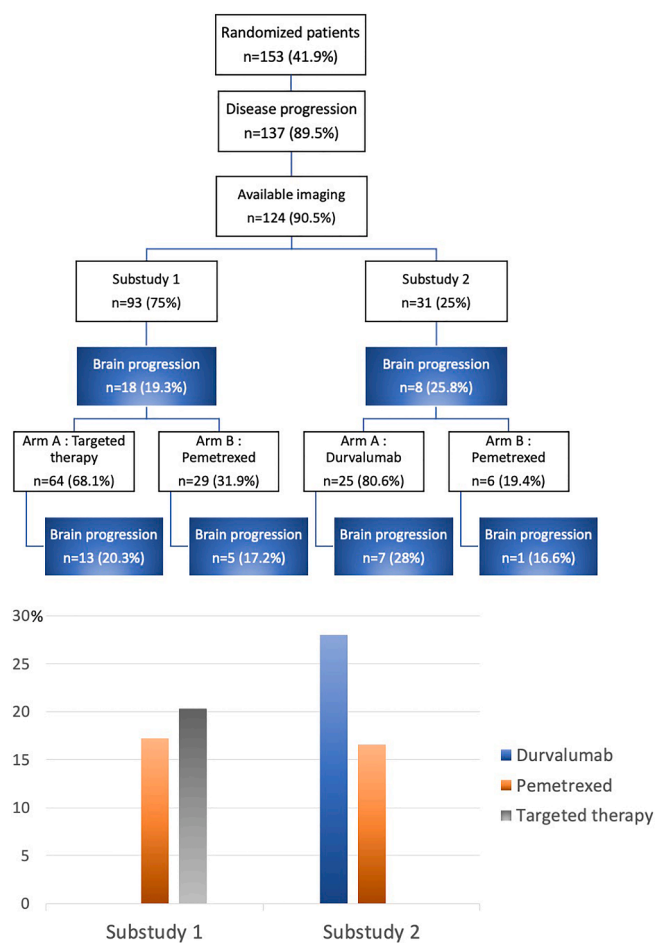 Randomized patients
n=153 (41.9%)
Disease progression
n=137 (89.5%)
Available imaging
n=124 (90.5%)
Substudy 1
n=93 (75%)
Substudy 2
n=31 (25%)
Brain progression
n=18 (19.3%)
Brain progression
n=8 (25.8%)
Arm A : Targeted
therapy
n=64 (68.1%)
Arm B :
Pemetrexed
n=29 (31.9%)
Arm A :
Durvalumab
n=25 (80.6%)
Arm B :
Pemetrexed
n=6 (19.4%)
Brain progression
n=13 (20.3%)
Brain progression
n=5 (17.2%)
Brain progression
n=7 (28%)
Brain progression
n=1 (16.6%)
30%
25
20
15
10
5
0
Substudy 1
Substudy 2
Durvalumab
Pemetrexed
Targeted therapy